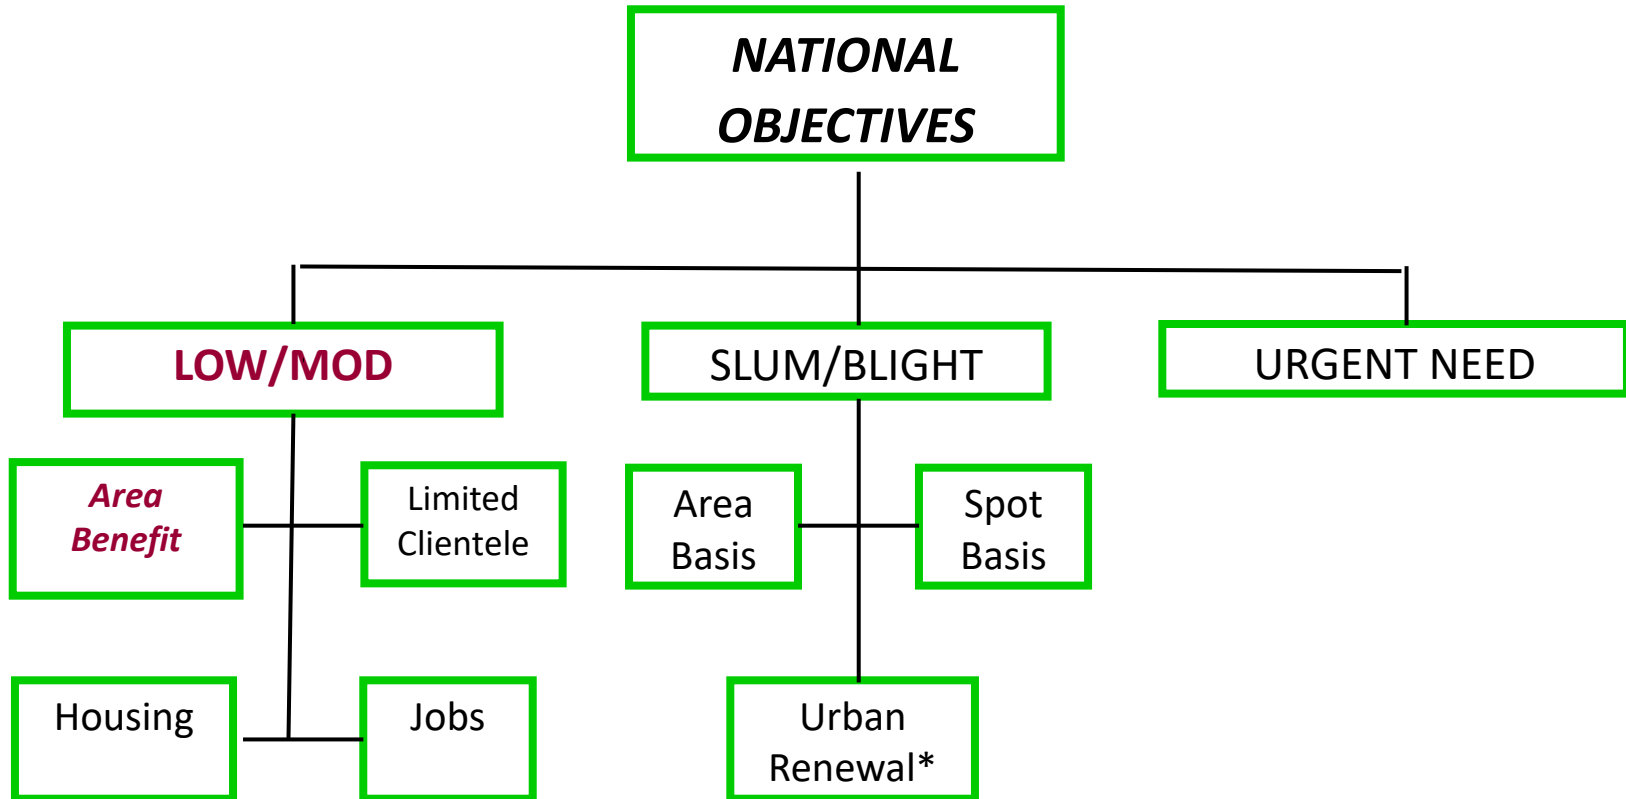 NATIONAL
OBJECTIVES
LOW/MOD
SLUM/BLIGHT
URGENT NEED
Area
Benefit
Limited
Clientele
Area
Basis
Spot
Basis
Housing
Jobs
Urban
Renewal*